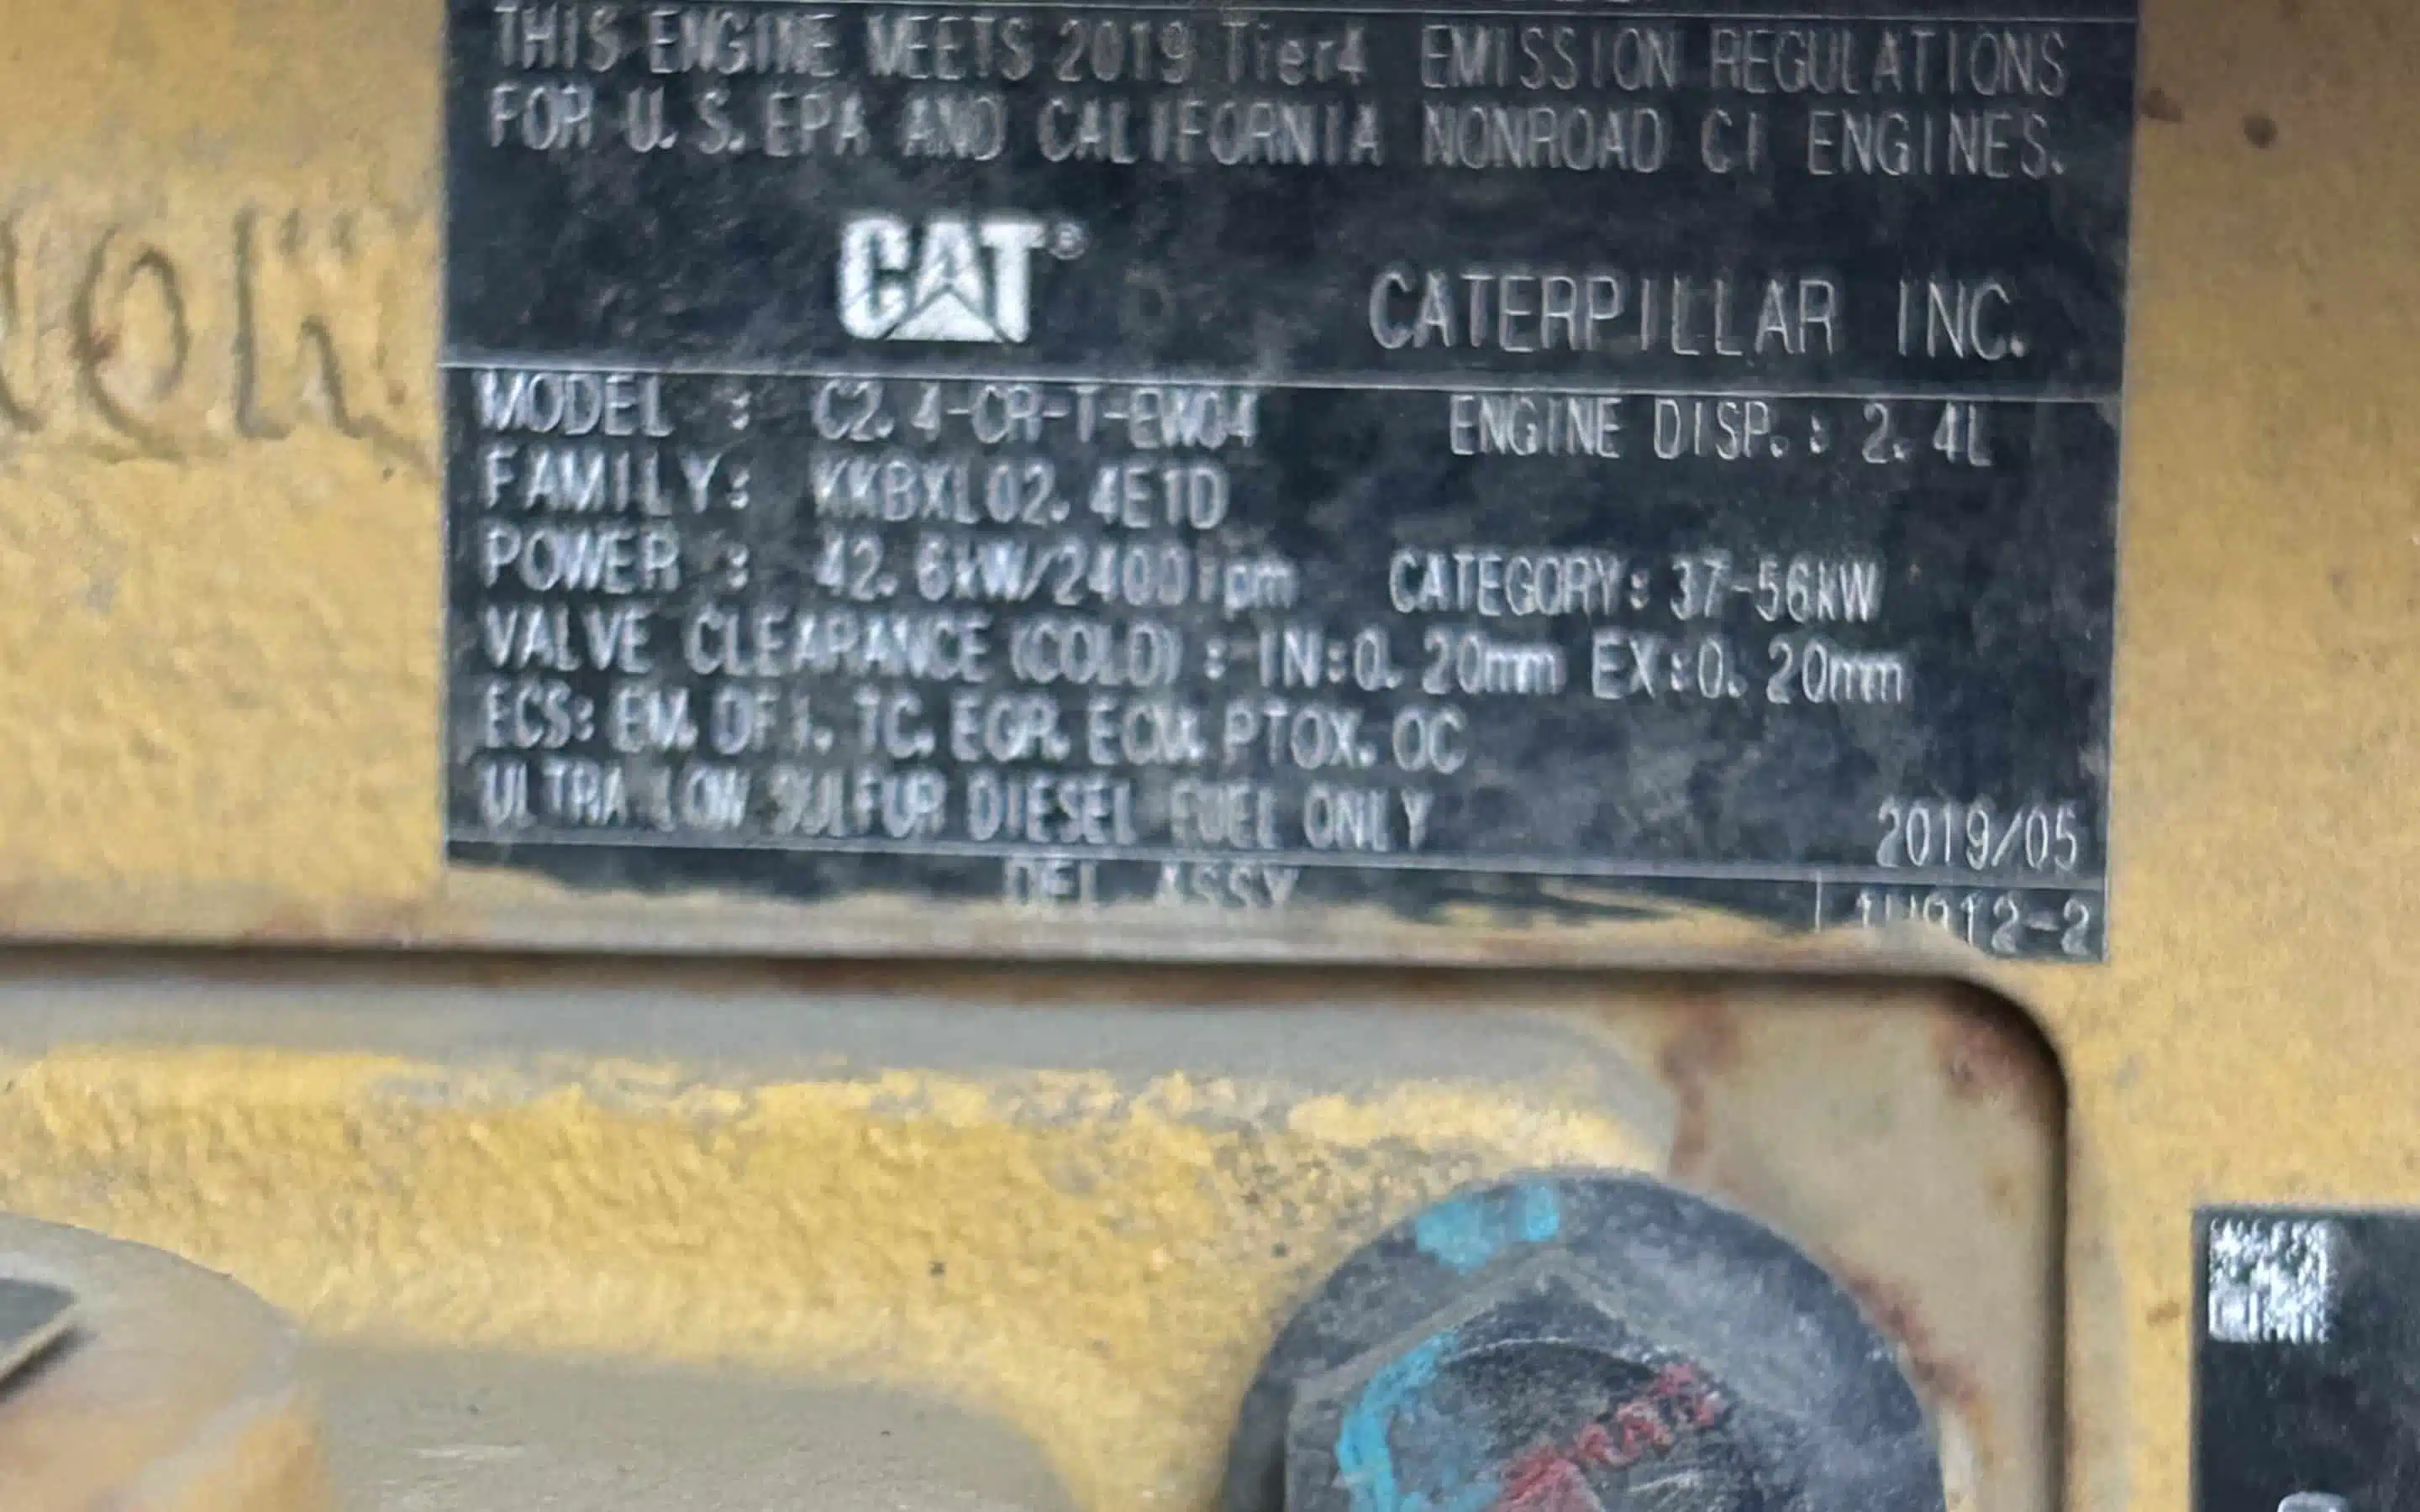 THIS ENGINE MEETS 2019 Tier4 EMISSION REGULATIONS
FOR U.S. EPA AND CALIFORNIA NONROAD CI ENGINES.
CAT®
CATERPILLAR INC.
MODEL : C2.4-CR-T-EW04 ENGINE DISP. : 2.4L
FAMILY: KKBXL02.4E1D
POWER : 42.6kW/2400rpm CATEGORY: 37-56kW
VALVE CLEARANCE (COLD) : IN:0.20mm EX:0.20mm
ECS: EM. DFI. TC. EGR. ECM. PTOX. OC
ULTRA LOW SULFUR DIESEL FUEL ONLY
2019/05
ASSY